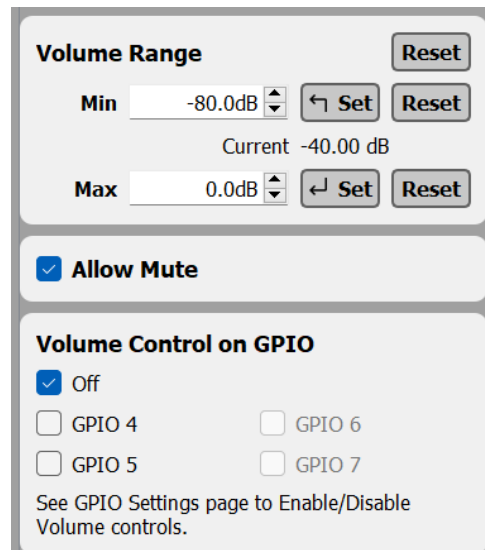 Volume Range Reset
Min -80.0dB Set Reset
Current -40.00 dB
Max 0.0dB Set Reset
Allow Mute
Volume Control on GPIO
Off
GPIO 4 GPIO 6
GPIO 5 GPIO 7
See GPIO Settings page to Enable/Disable
Volume controls.